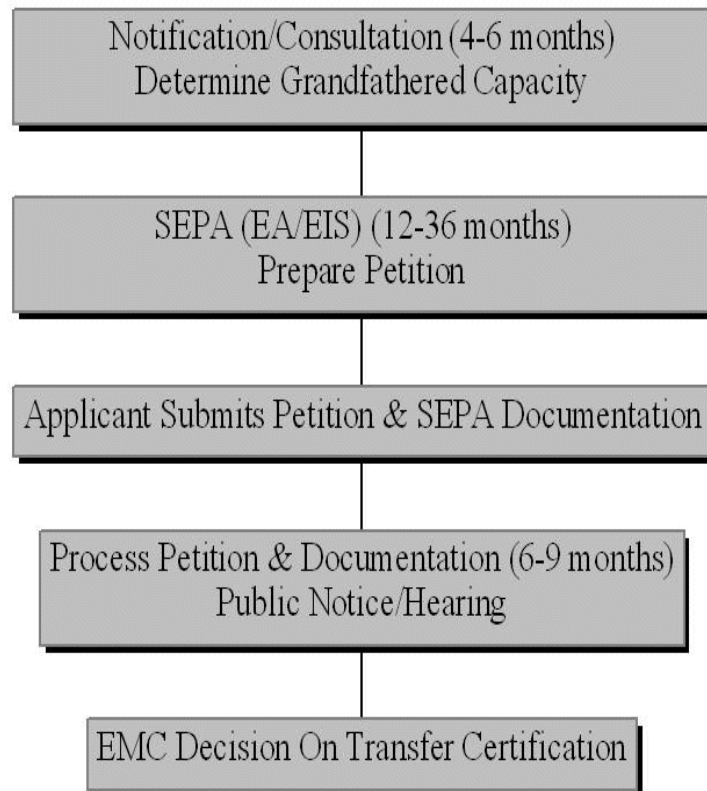 Notification/Consultation (4-6 months)
Determine Grandfathered Capacity
SEPA (EA/EIS) (12-36 months)
Prepare Petition
Applicant Submits Petition & SEPA Documentation
Process Petition & Documentation (6-9 months)
Public Notice/Hearing
EMC Decision On Transfer Certification